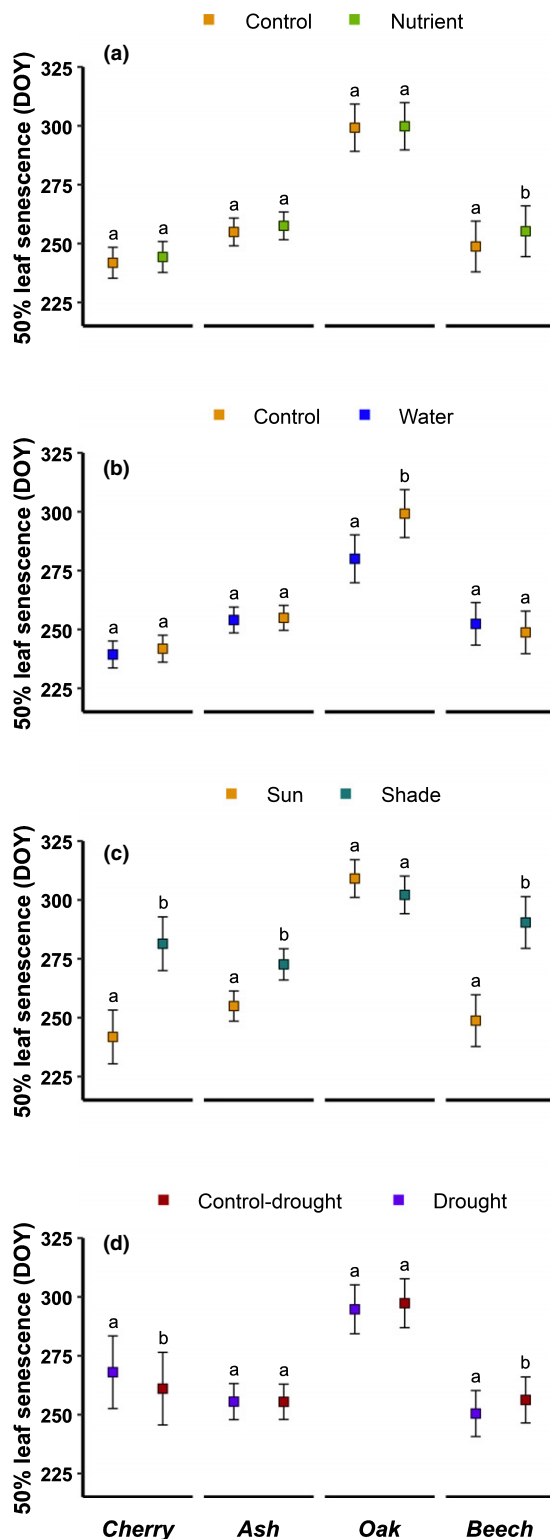 Control Nutrient
(a)
50% leaf senescence (DOY)
325
300
275
250
225
a a a a a a a b
Control Water
(b)
50% leaf senescence (DOY)
325
300
275
250
225
a a a a a b a a
Sun Shade
(c)
50% leaf senescence (DOY)
325
300
275
250
225
a b a b a a a b
Control-drought Drought
(d)
50% leaf senescence (DOY)
325
300
275
250
225
a b a a a a a b
Cherry Ash Oak Beech